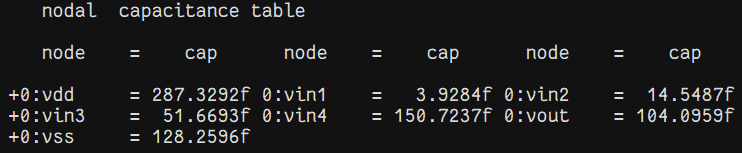 nodal capacitance table
node = cap node = cap node = cap
+0:vdd = 287.3292f 0:vin1 = 3.9284f 0:vin2 = 14.5487f
+0:vin3 = 51.6693f 0:vin4 = 150.7237f 0:vout = 104.0959f
+0:vss = 128.2596f